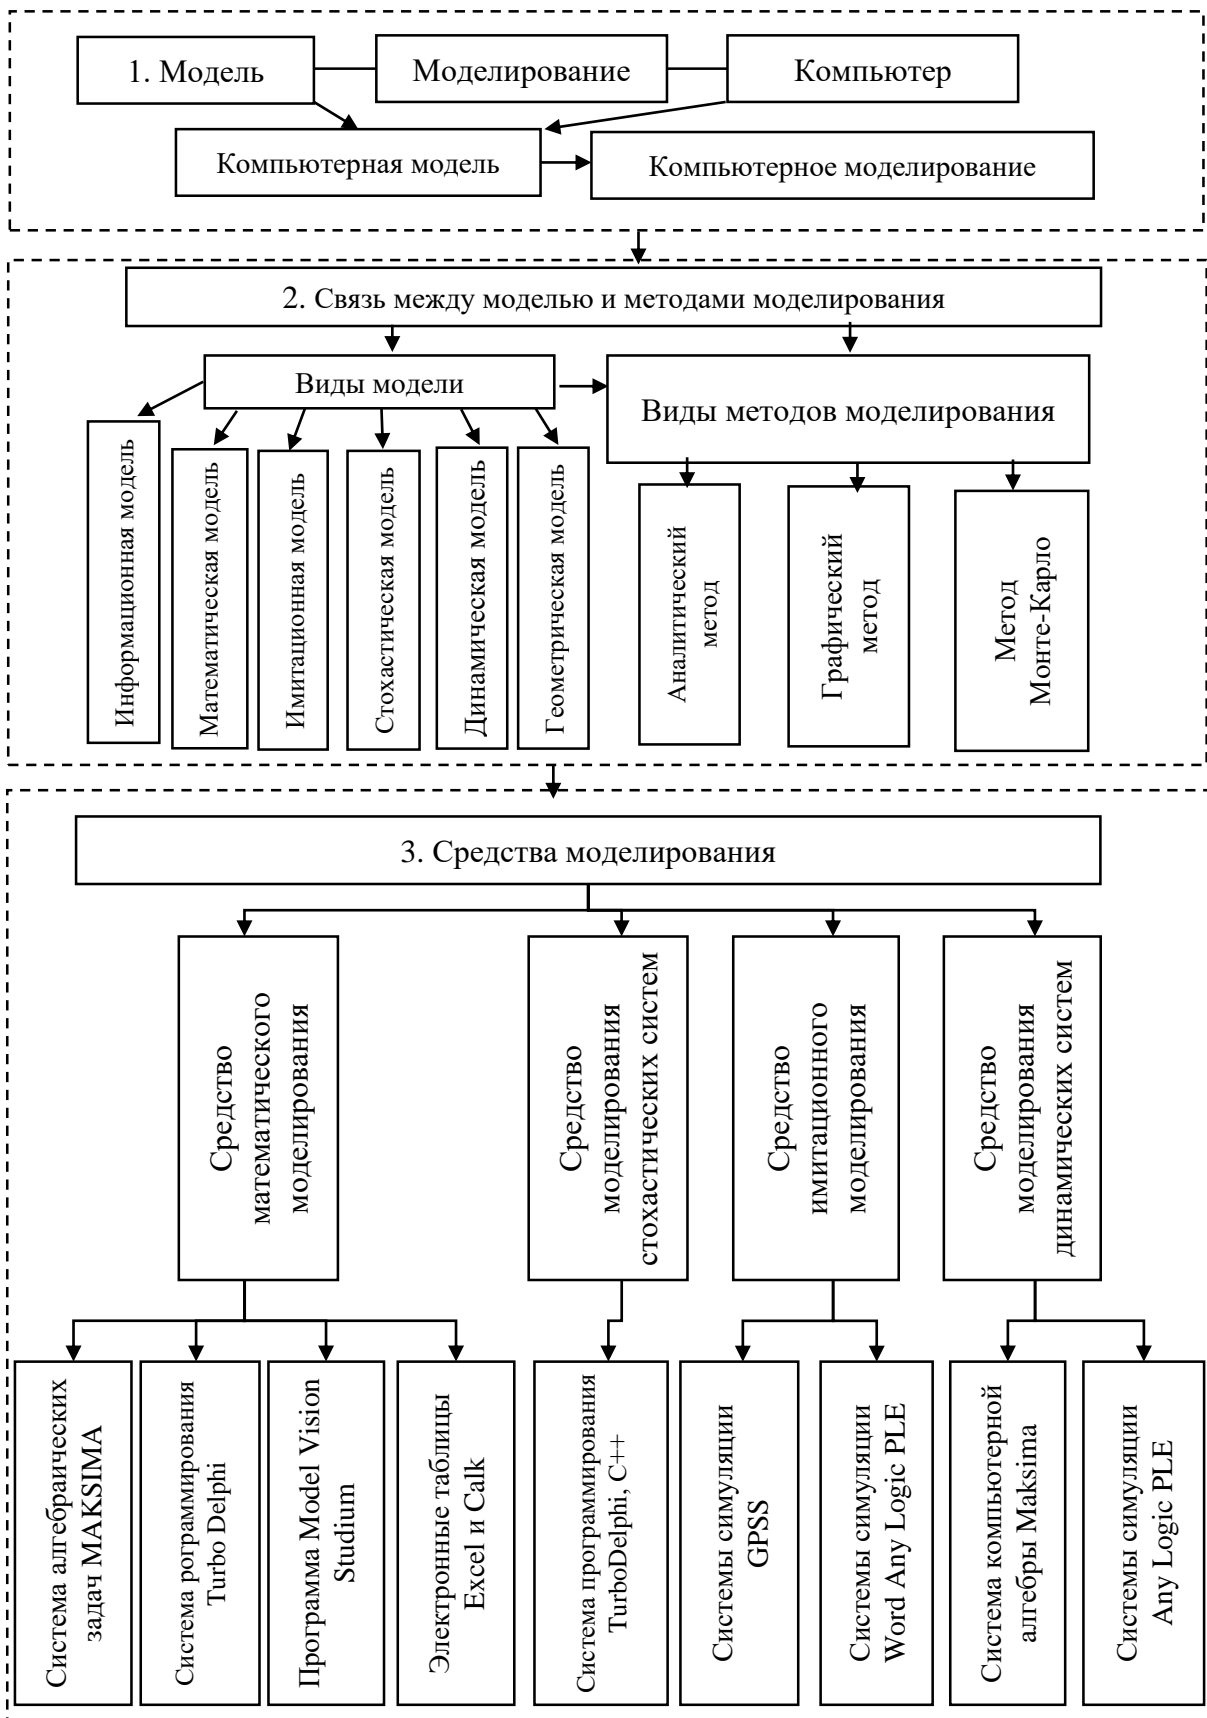 1. Модель
Моделирование
Компьютер
Компьютерная модель
Компьютерное моделирование
2. Связь между моделью и методами моделирования
Виды модели
Виды методов моделирования
Информационная модель
Математическая модель
Имитационная модель
Стохастическая модель
Динамическая модель
Геометрическая модель
Аналитический
метод
Графический
метод
Метод
Монте-Карло
3. Средства моделирования
Средство
математического
моделирования
Средство
моделирования
стохастических систем
Средство
имитационного
моделирования
Средство
моделирования
динамических систем
Система алгебраических
задач MAKSIMA
Система рограммирования
Turbo Delphi
Программа Model Vision
Studium
Электронные таблицы
Excel и Calk
Система программирования
TurboDelphi, C++
Системы симуляции
GPSS
Системы симуляции
Word Any Logic PLE
Система компьютерной
алгебры Maksima
Системы симуляции
Any Logic PLE